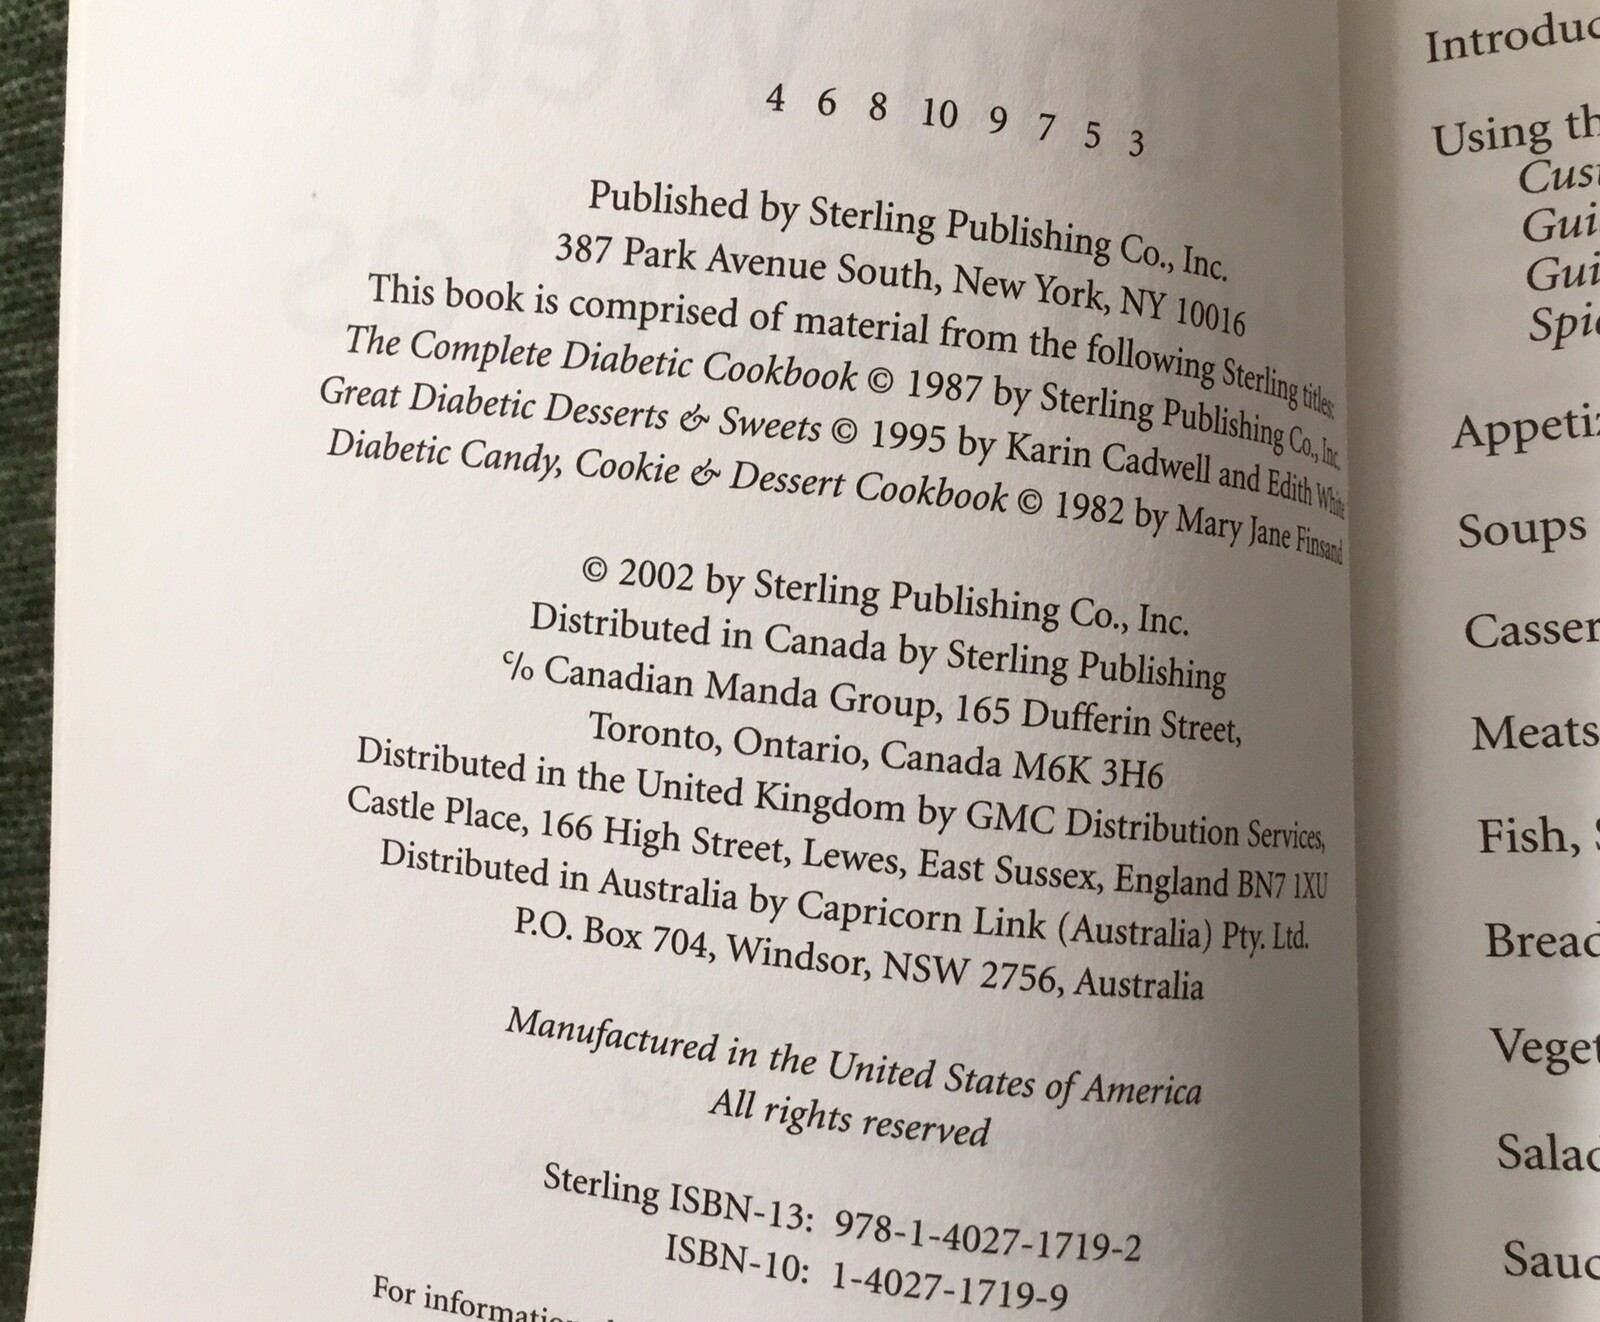 4 6 8 10 9 7 5 3
Published by Sterling Publishing Co., Inc.
387 Park Avenue South, New York, NY 10016
This book is comprised of material from the following Sterling titles:
The Complete Diabetic Cookbook © 1987 by Sterling Publishing Co., Inc.
Great Diabetic Desserts & Sweets © 1995 by Karin Cadwell and Edith White
Diabetic Candy, Cookie & Dessert Cookbook © 1982 by Mary Jane Finsand
© 2002 by Sterling Publishing Co., Inc.
Distributed in Canada by Sterling Publishing
c/o Canadian Manda Group, 165 Dufferin Street,
Toronto, Ontario, Canada M6K 3H6
Distributed in the United Kingdom by GMC Distribution Services,
Castle Place, 166 High Street, Lewes, East Sussex, England BN7 1XU
Distributed in Australia by Capricorn Link (Australia) Pty. Ltd.
P.O. Box 704, Windsor, NSW 2756, Australia
Manufactured in the United States of America
All rights reserved
Sterling ISBN-13: 978-1-4027-1719-2
ISBN-10: 1-4027-1719-9
For information
Introduc
Using th
Cust
Gui
Gui
Spic
Appetiz
Soups
Casser
Meats
Fish,
Bread
Veget
Salad
Sauc